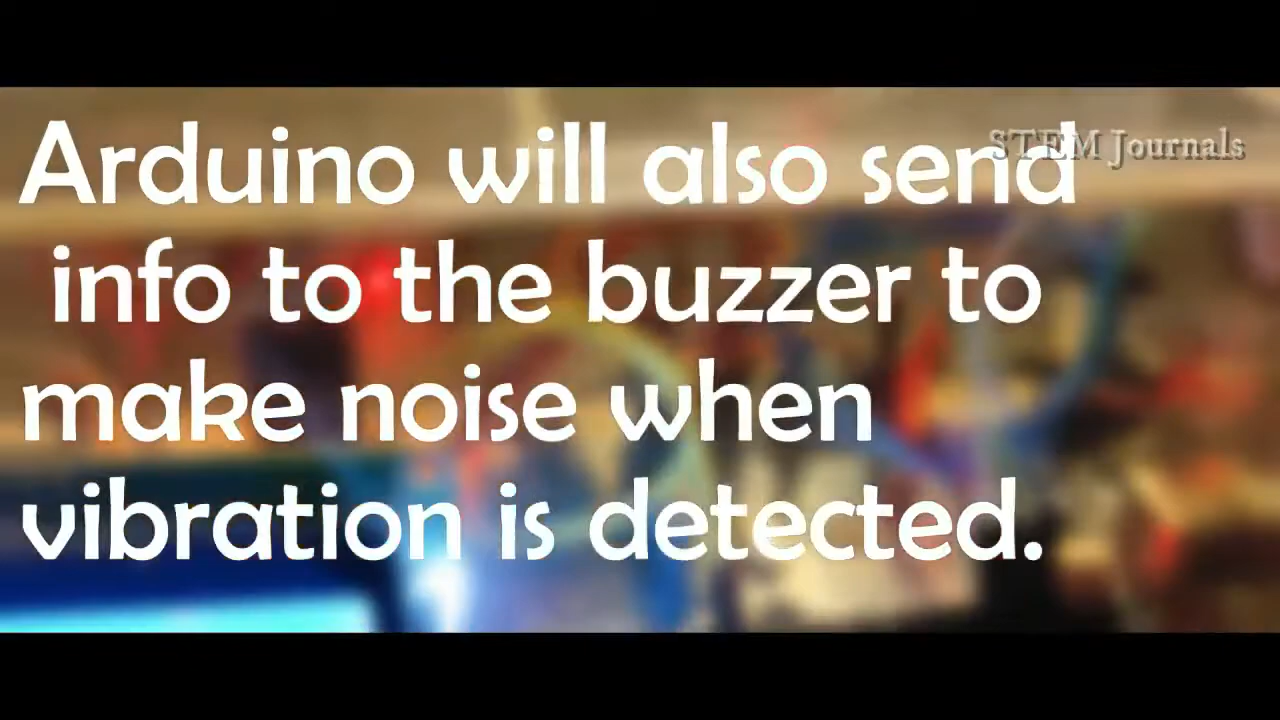 Arduino will also send
STEM Journals
info to the buzzer to
make noise when
vibration is detected.